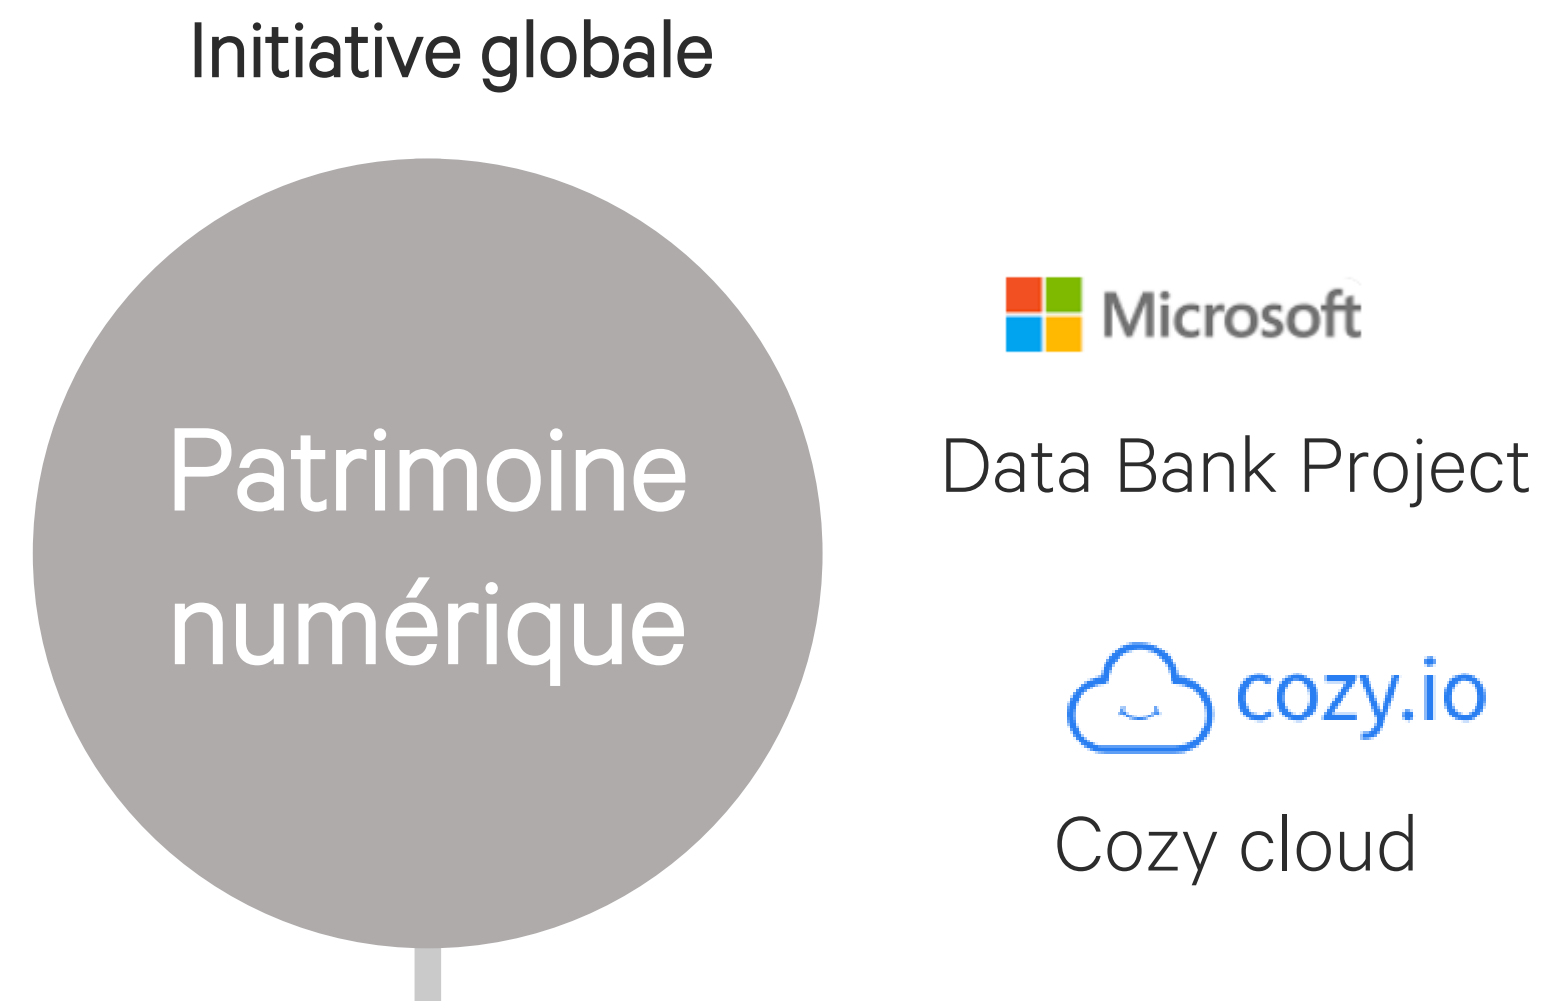 Initiative globale
Patrimoine
numérique
Microsoft
Data Bank Project
cozy.io
Cozy cloud